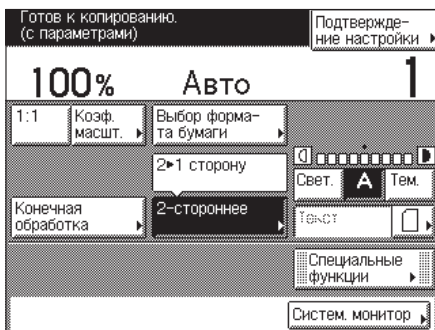 Готов к копированию.
(с параметрами)
Подтвержде-
ние настройки
100%
Авто
1
1:1
Коэф.
масшт.
Выбор форма-
та бумаги
2▸1 сторону
Свет.
A
Тем.
Конечная
обработка
2-стороннее
Текст
Специальные
функции
Систем. монитор